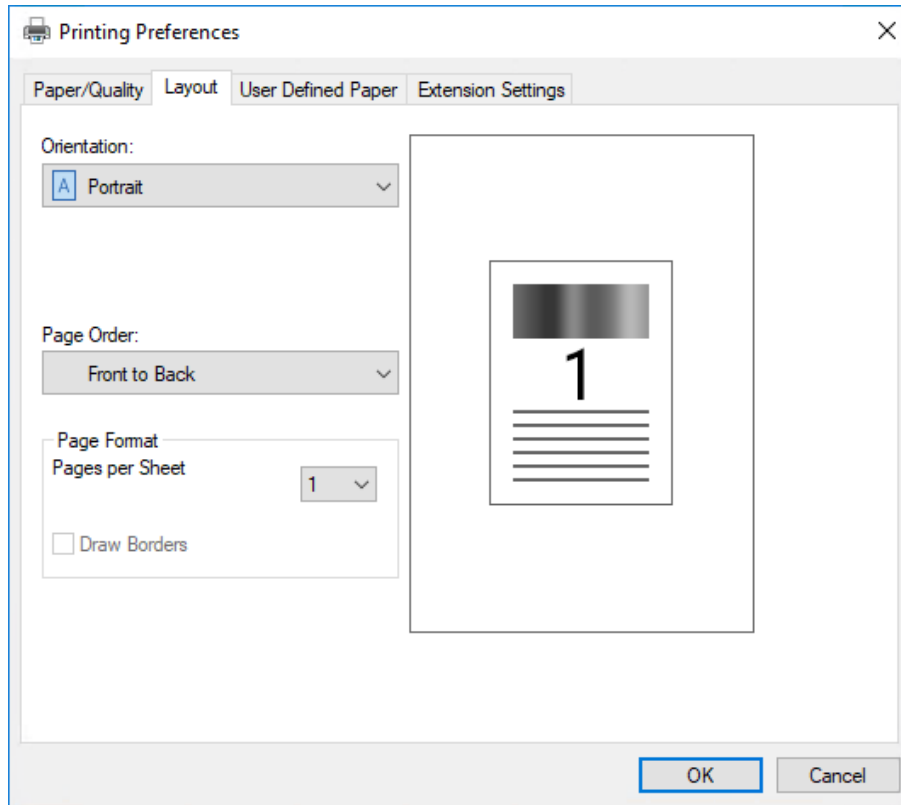 Printing Preferences
Paper/Quality Layout User Defined Paper Extension Settings
Orientation:
A Portrait
Page Order:
Front to Back
Page Format
Pages per Sheet
1
Draw Borders
1
OK Cancel